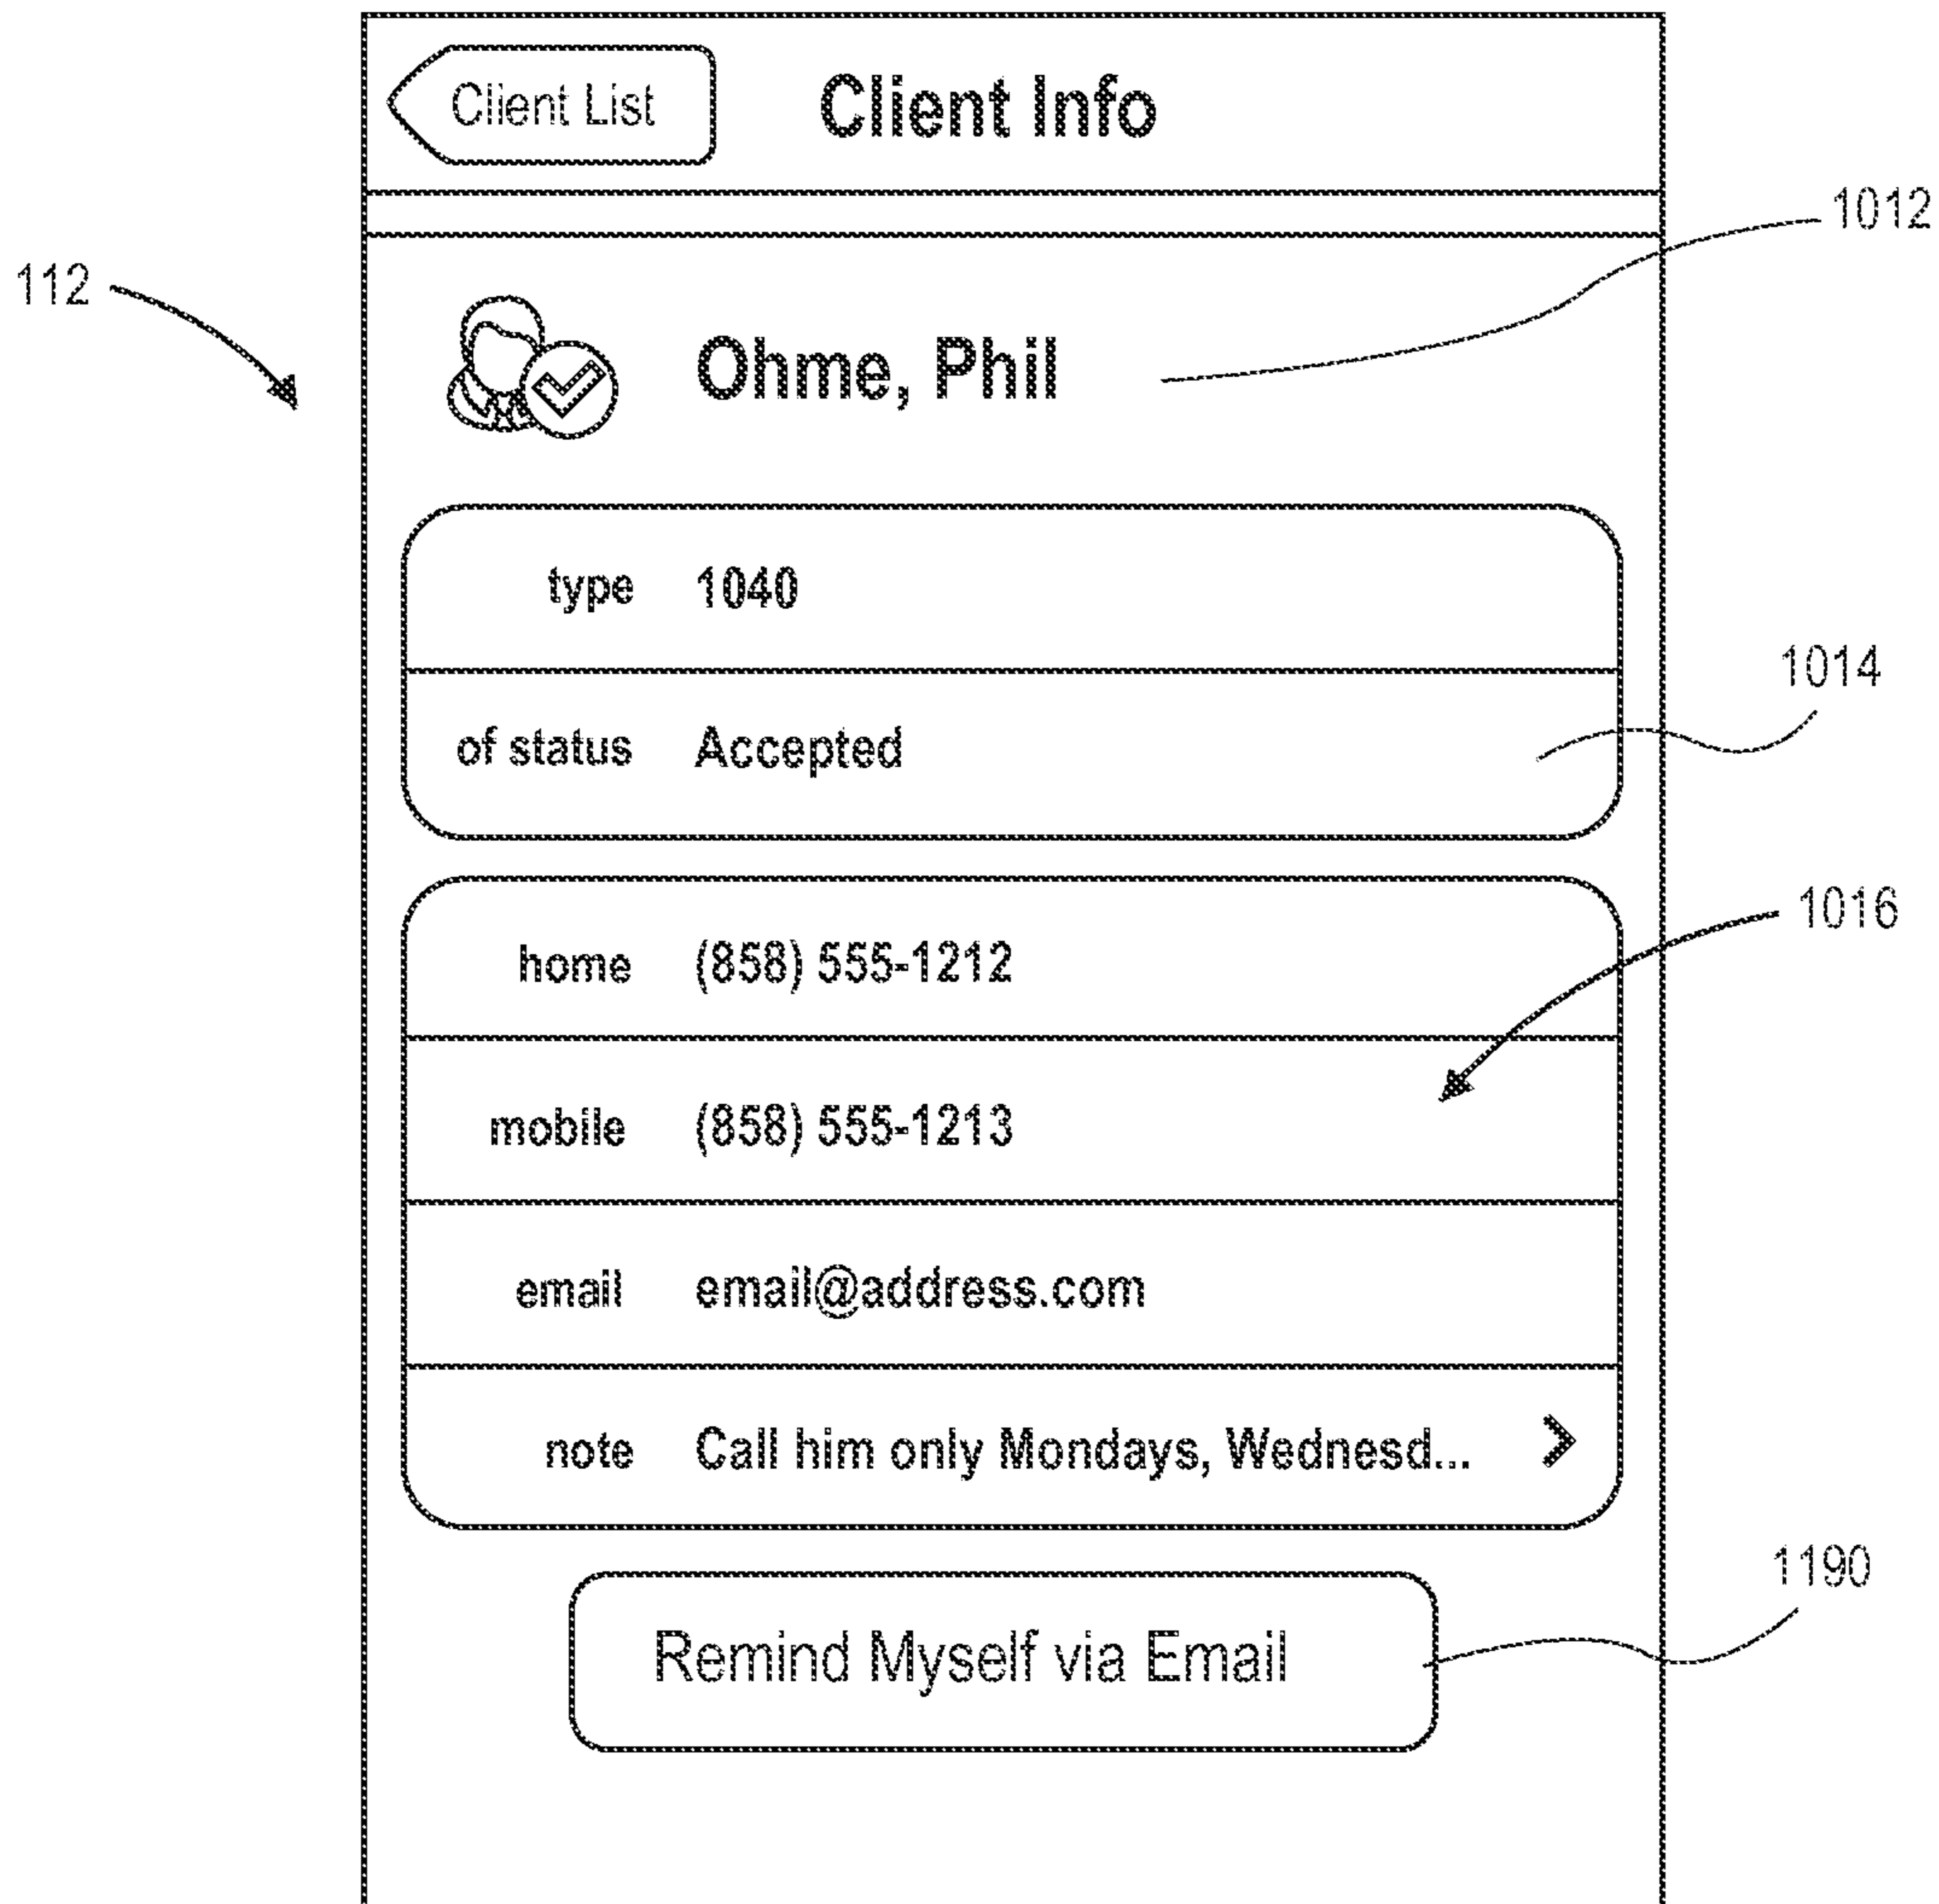 Client List Client Info
1012
112
Ohme, Phil
type 1040
1014
of status Accepted
1016
home (858) 555-1212
mobile (858) 555-1213
email email@address.com
note Call him only Mondays, Wednesd...
1190
Remind Myself via Email